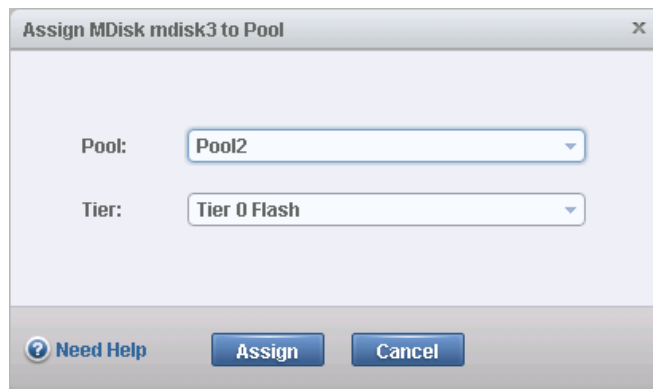 Assign MDisk mdisk3 to Pool x
Pool: Pool2
Tier: Tier 0 Flash
? Need Help Assign Cancel